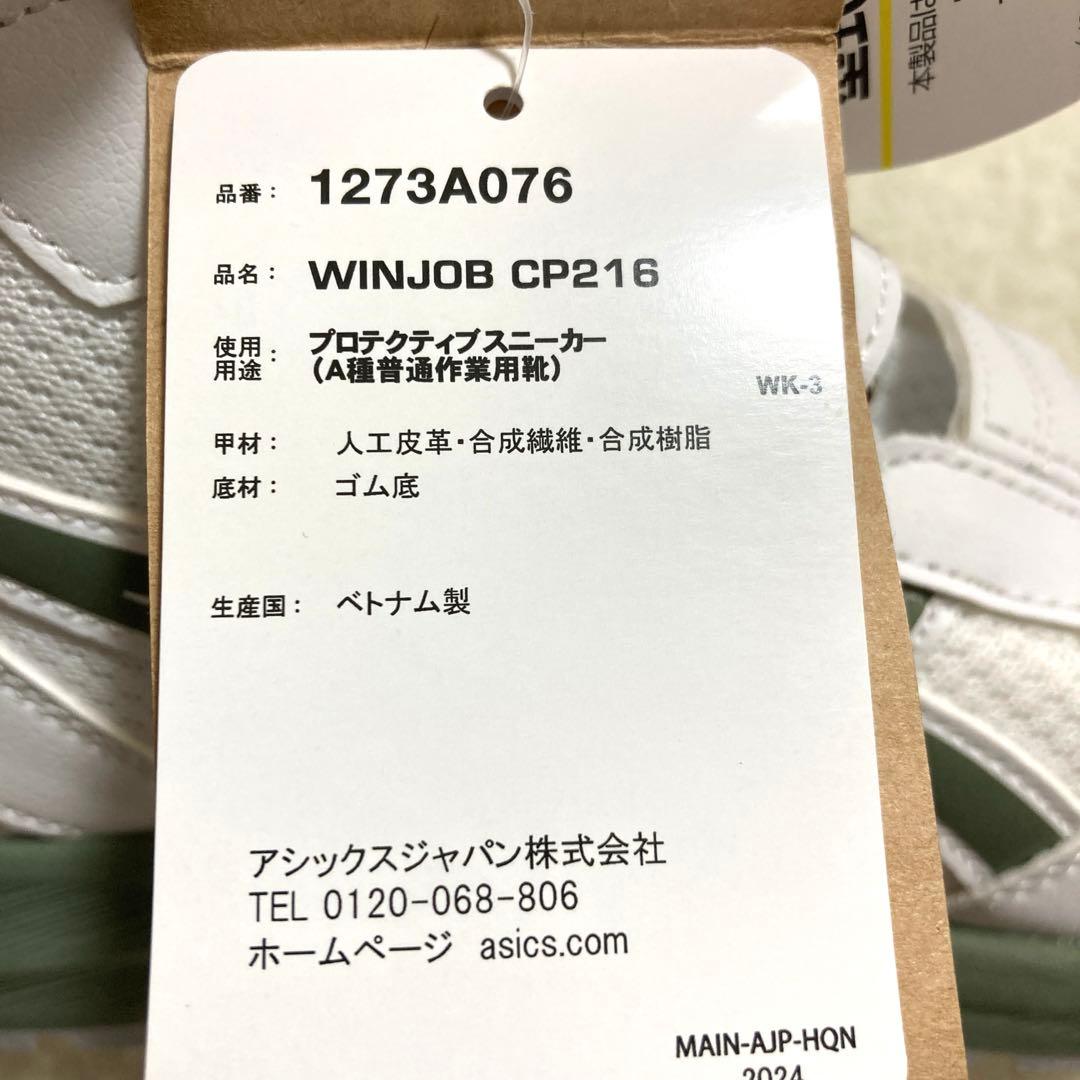 品番： 1273A076
品名： WINJOB CP216
使用用途： プロテクティブスニーカー
（A種普通作業用靴）
WK-3
甲材： 人工皮革・合成繊維・合成樹脂
底材： ゴム底
生産国： ベトナム製
アシックスジャパン株式会社
TEL 0120-068-806
ホームページ asics.com
MAIN-AJP-HQN
2024
本製品は